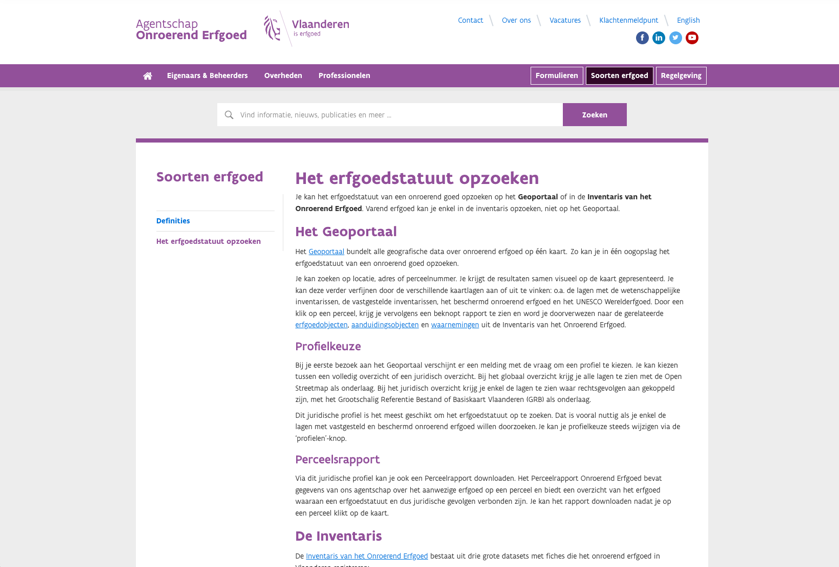 Agentschap
Onroerend Erfgoed
Vlaanderen
is erfgoed
Contact
Over ons
Vacatures
Klachtenmeldpunt
English
Eigenaars & Beheerders
Overheden
Professionelen
Formulieren
Soorten erfgoed
Regelgeving
Vind informatie, nieuws, publicaties en meer ...
Zoeken
Soorten erfgoed
Definities
Het erfgoedstatuut opzoeken
Het erfgoedstatuut opzoeken
Je kan het erfgoedstatuut van een onroerend goed opzoeken op het Geoportaal of in de Inventaris van het
Onroerend Erfgoed. Varend erfgoed kan je enkel in de inventaris opzoeken, niet op het Geoportaal.
Het Geoportaal
Het Geoportaal bundelt alle geografische data over onroerend erfgoed op één kaart. Zo kan je in één oogopslag het
erfgoedstatuut van een onroerend goed opzoeken.
Je kan zoeken op locatie, adres of perceelnummer. Je krijgt de resultaten samen visueel op de kaart gepresenteerd. Je
kan deze verder verfijnen door de verschillende kaartlagen aan of uit te vinken: o.a. de lagen met de wetenschappelijke
inventarissen, de vastgestelde inventarissen, het beschermd onroerend erfgoed en het UNESCO Werelderfgoed. Door een
klik op een perceel, krijg je vervolgens een beknopt rapport te zien en word je doorverwezen naar de gerelateerde
erfgoedobjecten, aanduidingsobjecten en waarnemingen uit de Inventaris van het Onroerend Erfgoed.
Profielkeuze
Bij je eerste bezoek aan het Geoportaal verschijnt er een melding met de vraag om een profiel te kiezen. Je kan kiezen
tussen een volledig overzicht of een juridisch overzicht. Bij het globaal overzicht krijg je alle lagen te zien met de Open
Streetmap als onderlaag. Bij het juridisch overzicht krijg je enkel de lagen te zien waar rechtsgevolgen aan gekoppeld
zijn, met het Grootschalig Referentie Bestand of Basiskaart Vlaanderen (GRB) als onderlaag.
Dit juridische profiel is het meest geschikt om het erfgoedstatuut op te zoeken. Dat is vooral nuttig als je enkel de
lagen met vastgesteld en beschermd onroerend erfgoed willen doorzoeken. Je kan je profielkeuze steeds wijzigen via de
'profielen'-knop.
Perceelsrapport
Via dit juridische profiel kan je ook een Perceelrapport downloaden. Het Perceelrapport Onroerend Erfgoed bevat
gegevens van ons agentschap over het aanwezige erfgoed op een perceel en biedt een overzicht van het erfgoed
waaraan een erfgoedstatuut en dus juridische gevolgen verbonden zijn. Je kan het rapport downloaden nadat je op
een perceel klikt op de kaart.
De Inventaris
De Inventaris van het Onroerend Erfgoed bestaat uit drie grote datasets met fiches die het onroerend erfgoed in